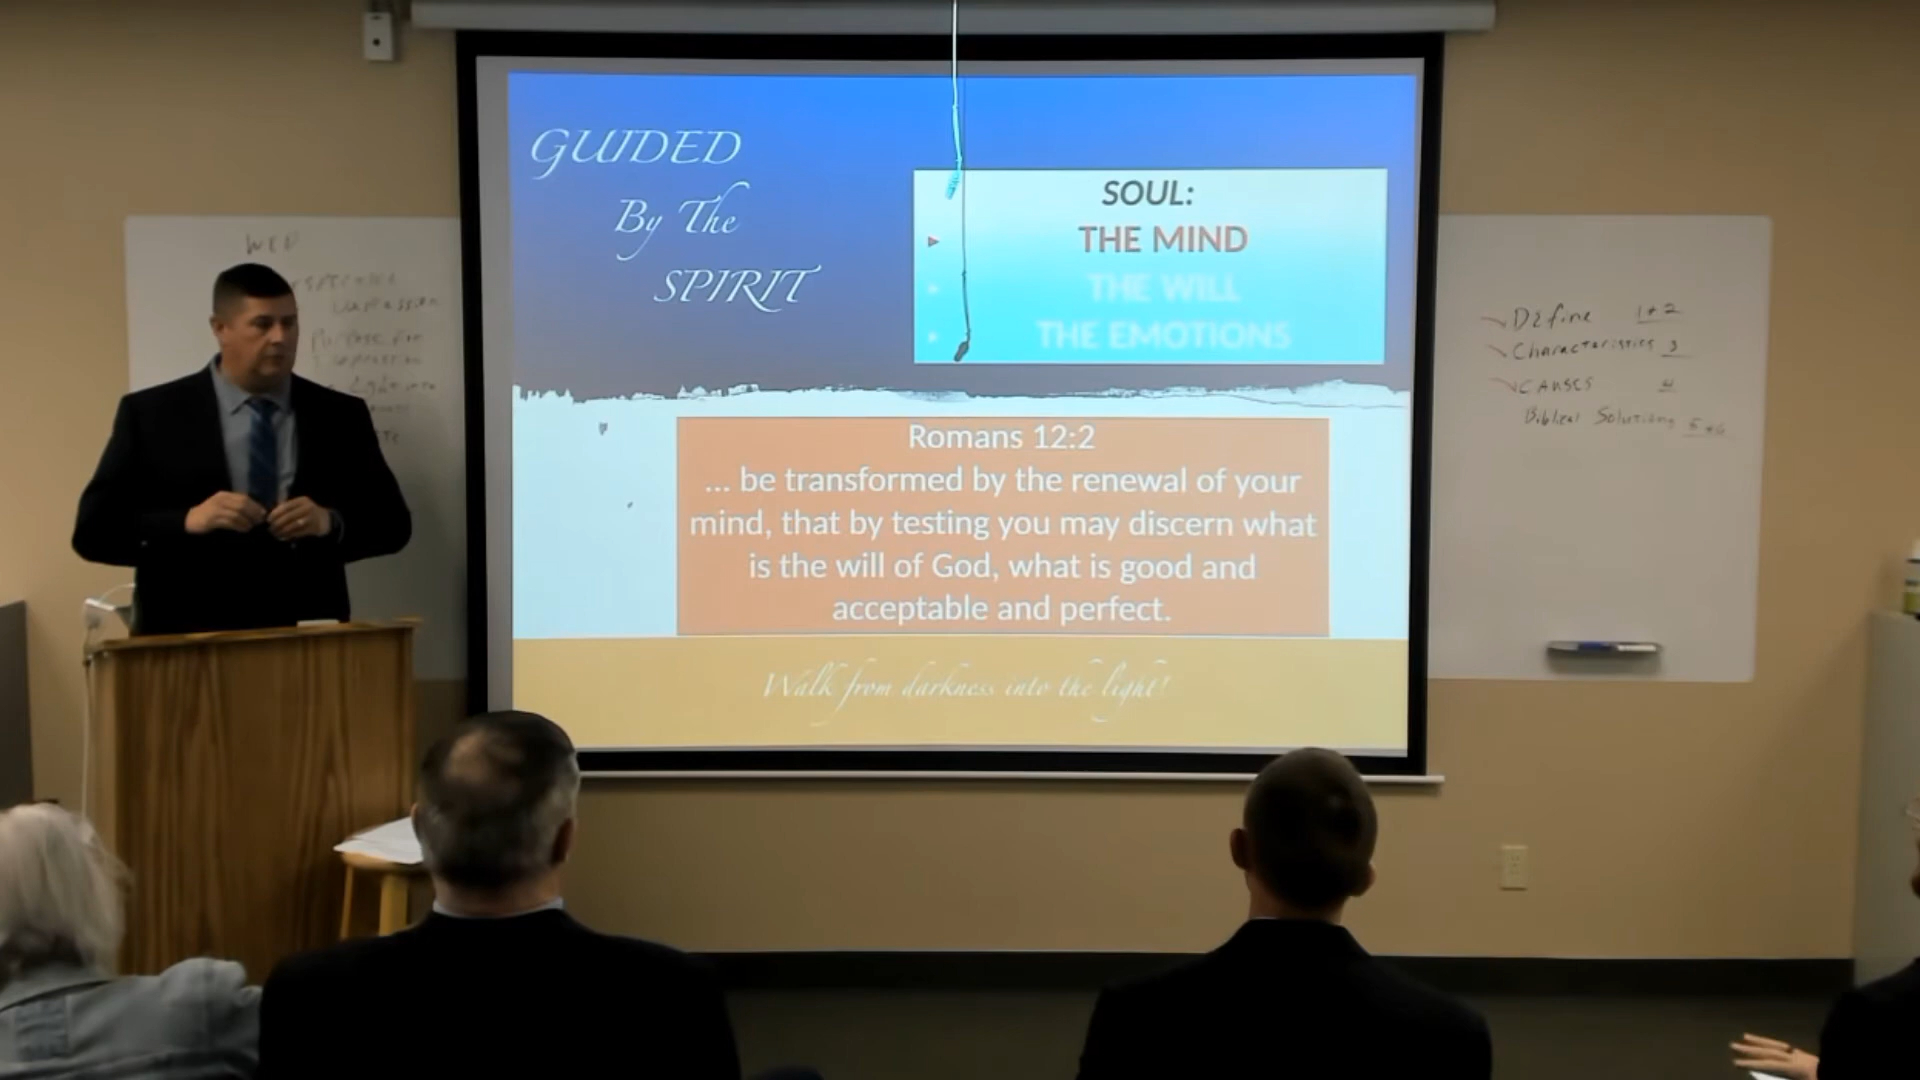 GUIDED
By The
SPIRIT
SOUL:
THE MIND
THE WILL
THE EMOTIONS
Romans 12:2
... be transformed by the renewal of your
mind, that by testing you may discern what
is the will of God, what is good and
acceptable and perfect.
Walk from darkness into the light!
WED
Define 1+2
Characteristics 3
CAUSES 4
Biblical Solutions 5+6